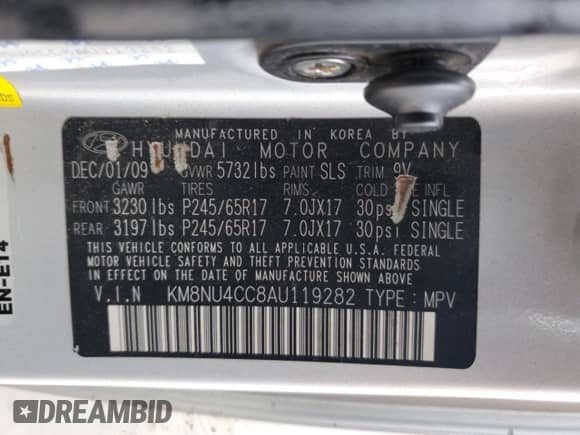 MANUFACTURED IN KOREA BY
HYUNDAI MOTOR COMPANY
DEC/01/09 GVWR 5732lbs PAINT SLS TRIM 9V
GAWR TIRES RIMS COLD INFL
FRONT 3230lbs P245/65R17 7.0JX17 30psi SINGLE
REAR 3197lbs P245/65R17 7.0JX17 30psi SINGLE
THIS VEHICLE CONFORMS TO ALL APPLICABLE U.S.A. FEDERAL
MOTOR VEHICLE SAFETY, BUMPER, AND THEFT PREVENTION STANDARDS
IN EFFECT ON THE DATE OF MANUFACTURE SHOWN ABOVE.
V.I.N KM8NU4CC8AU119282 TYPE : MPV
EN-E14
DREAMBID